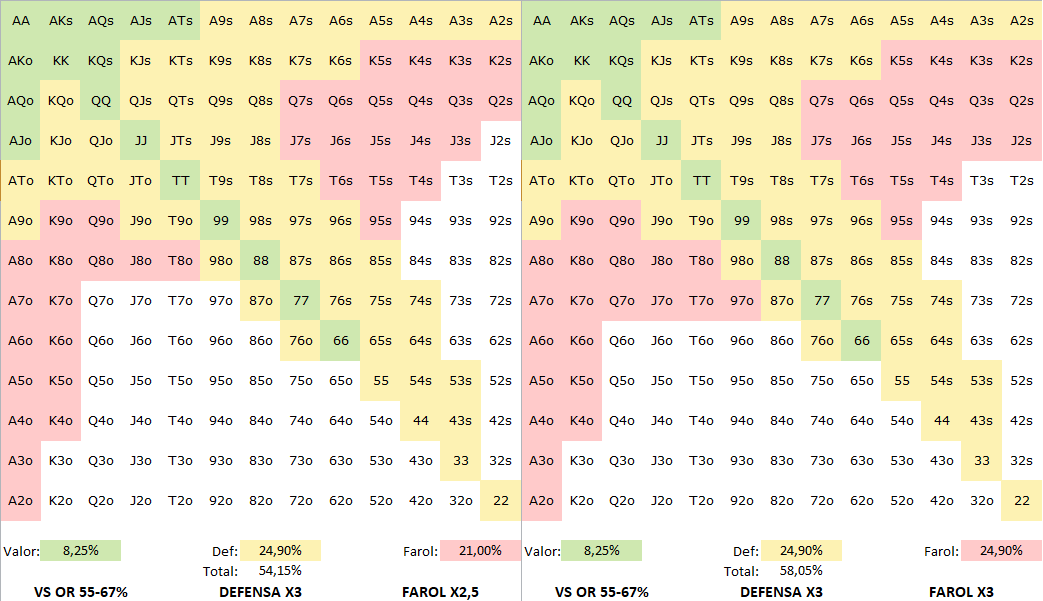 AA AKs AQs AJs ATs A9s A8s A7s A6s A5s A4s A3s A2s AA AKs AQs AJs ATs A9s A8s A7s A6s A5s A4s A3s A2s
AKo KK KQs KJs KTs K9s K8s K7s K6s K5s K4s K3s K2s AKo KK KQs KJs KTs K9s K8s K7s K6s K5s K4s K3s K2s
AQo KQo QQ QJs QTs Q9s Q8s Q7s Q6s Q5s Q4s Q3s Q2s AQo KQo QQ QJs QTs Q9s Q8s Q7s Q6s Q5s Q4s Q3s Q2s
AJo KJo QJo JJ JTs J9s J8s J7s J6s J5s J4s J3s J2s AJo KJo QJo JJ JTs J9s J8s J7s J6s J5s J4s J3s J2s
ATo KTo QTo JTo TT T9s T8s T7s T6s T5s T4s T3s T2s ATo KTo QTo JTo TT T9s T8s T7s T6s T5s T4s T3s T2s
A9o K9o Q9o J9o T9o 99 98s 97s 96s 95s 94s 93s 92s A9o K9o Q9o J9o T9o 99 98s 97s 96s 95s 94s 93s 92s
A8o K8o Q8o J8o T8o 98o 88 87s 86s 85s 84s 83s 82s A8o K8o Q8o J8o T8o 98o 88 87s 86s 85s 84s 83s 82s
A7o K7o Q7o J7o T7o 97o 87o 77 76s 75s 74s 73s 72s A7o K7o Q7o J7o T7o 97o 87o 77 76s 75s 74s 73s 72s
A6o K6o Q6o J6o T6o 96o 86o 76o 66 65s 64s 63s 62s A6o K6o Q6o J6o T6o 96o 86o 76o 66 65s 64s 63s 62s
A5o K5o Q5o J5o T5o 95o 85o 75o 65o 55 54s 53s 52s A5o K5o Q5o J5o T5o 95o 85o 75o 65o 55 54s 53s 52s
A4o K4o Q4o J4o T4o 94o 84o 74o 64o 54o 44 43s 42s A4o K4o Q4o J4o T4o 94o 84o 74o 64o 54o 44 43s 42s
A3o K3o Q3o J3o T3o 93o 83o 73o 63o 53o 43o 33 32s A3o K3o Q3o J3o T3o 93o 83o 73o 63o 53o 43o 33 32s
A2o K2o Q2o J2o T2o 92o 82o 72o 62o 52o 42o 32o 22 A2o K2o Q2o J2o T2o 92o 82o 72o 62o 52o 42o 32o 22
Valor: 8,25% Def: 24,90% Farol: 21,00% Valor: 8,25% Def: 24,90% Farol: 24,90%
Total: 54,15% Total: 58,05%
VS OR 55-67% DEFENSA X3 FAROL X2,5 VS OR 55-67% DEFENSA X3 FAROL X3